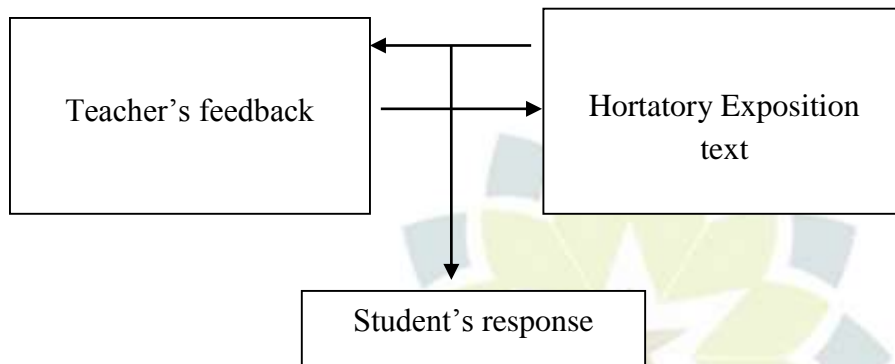 Teacher’s feedback
Hortatory Exposition
text
Student’s response